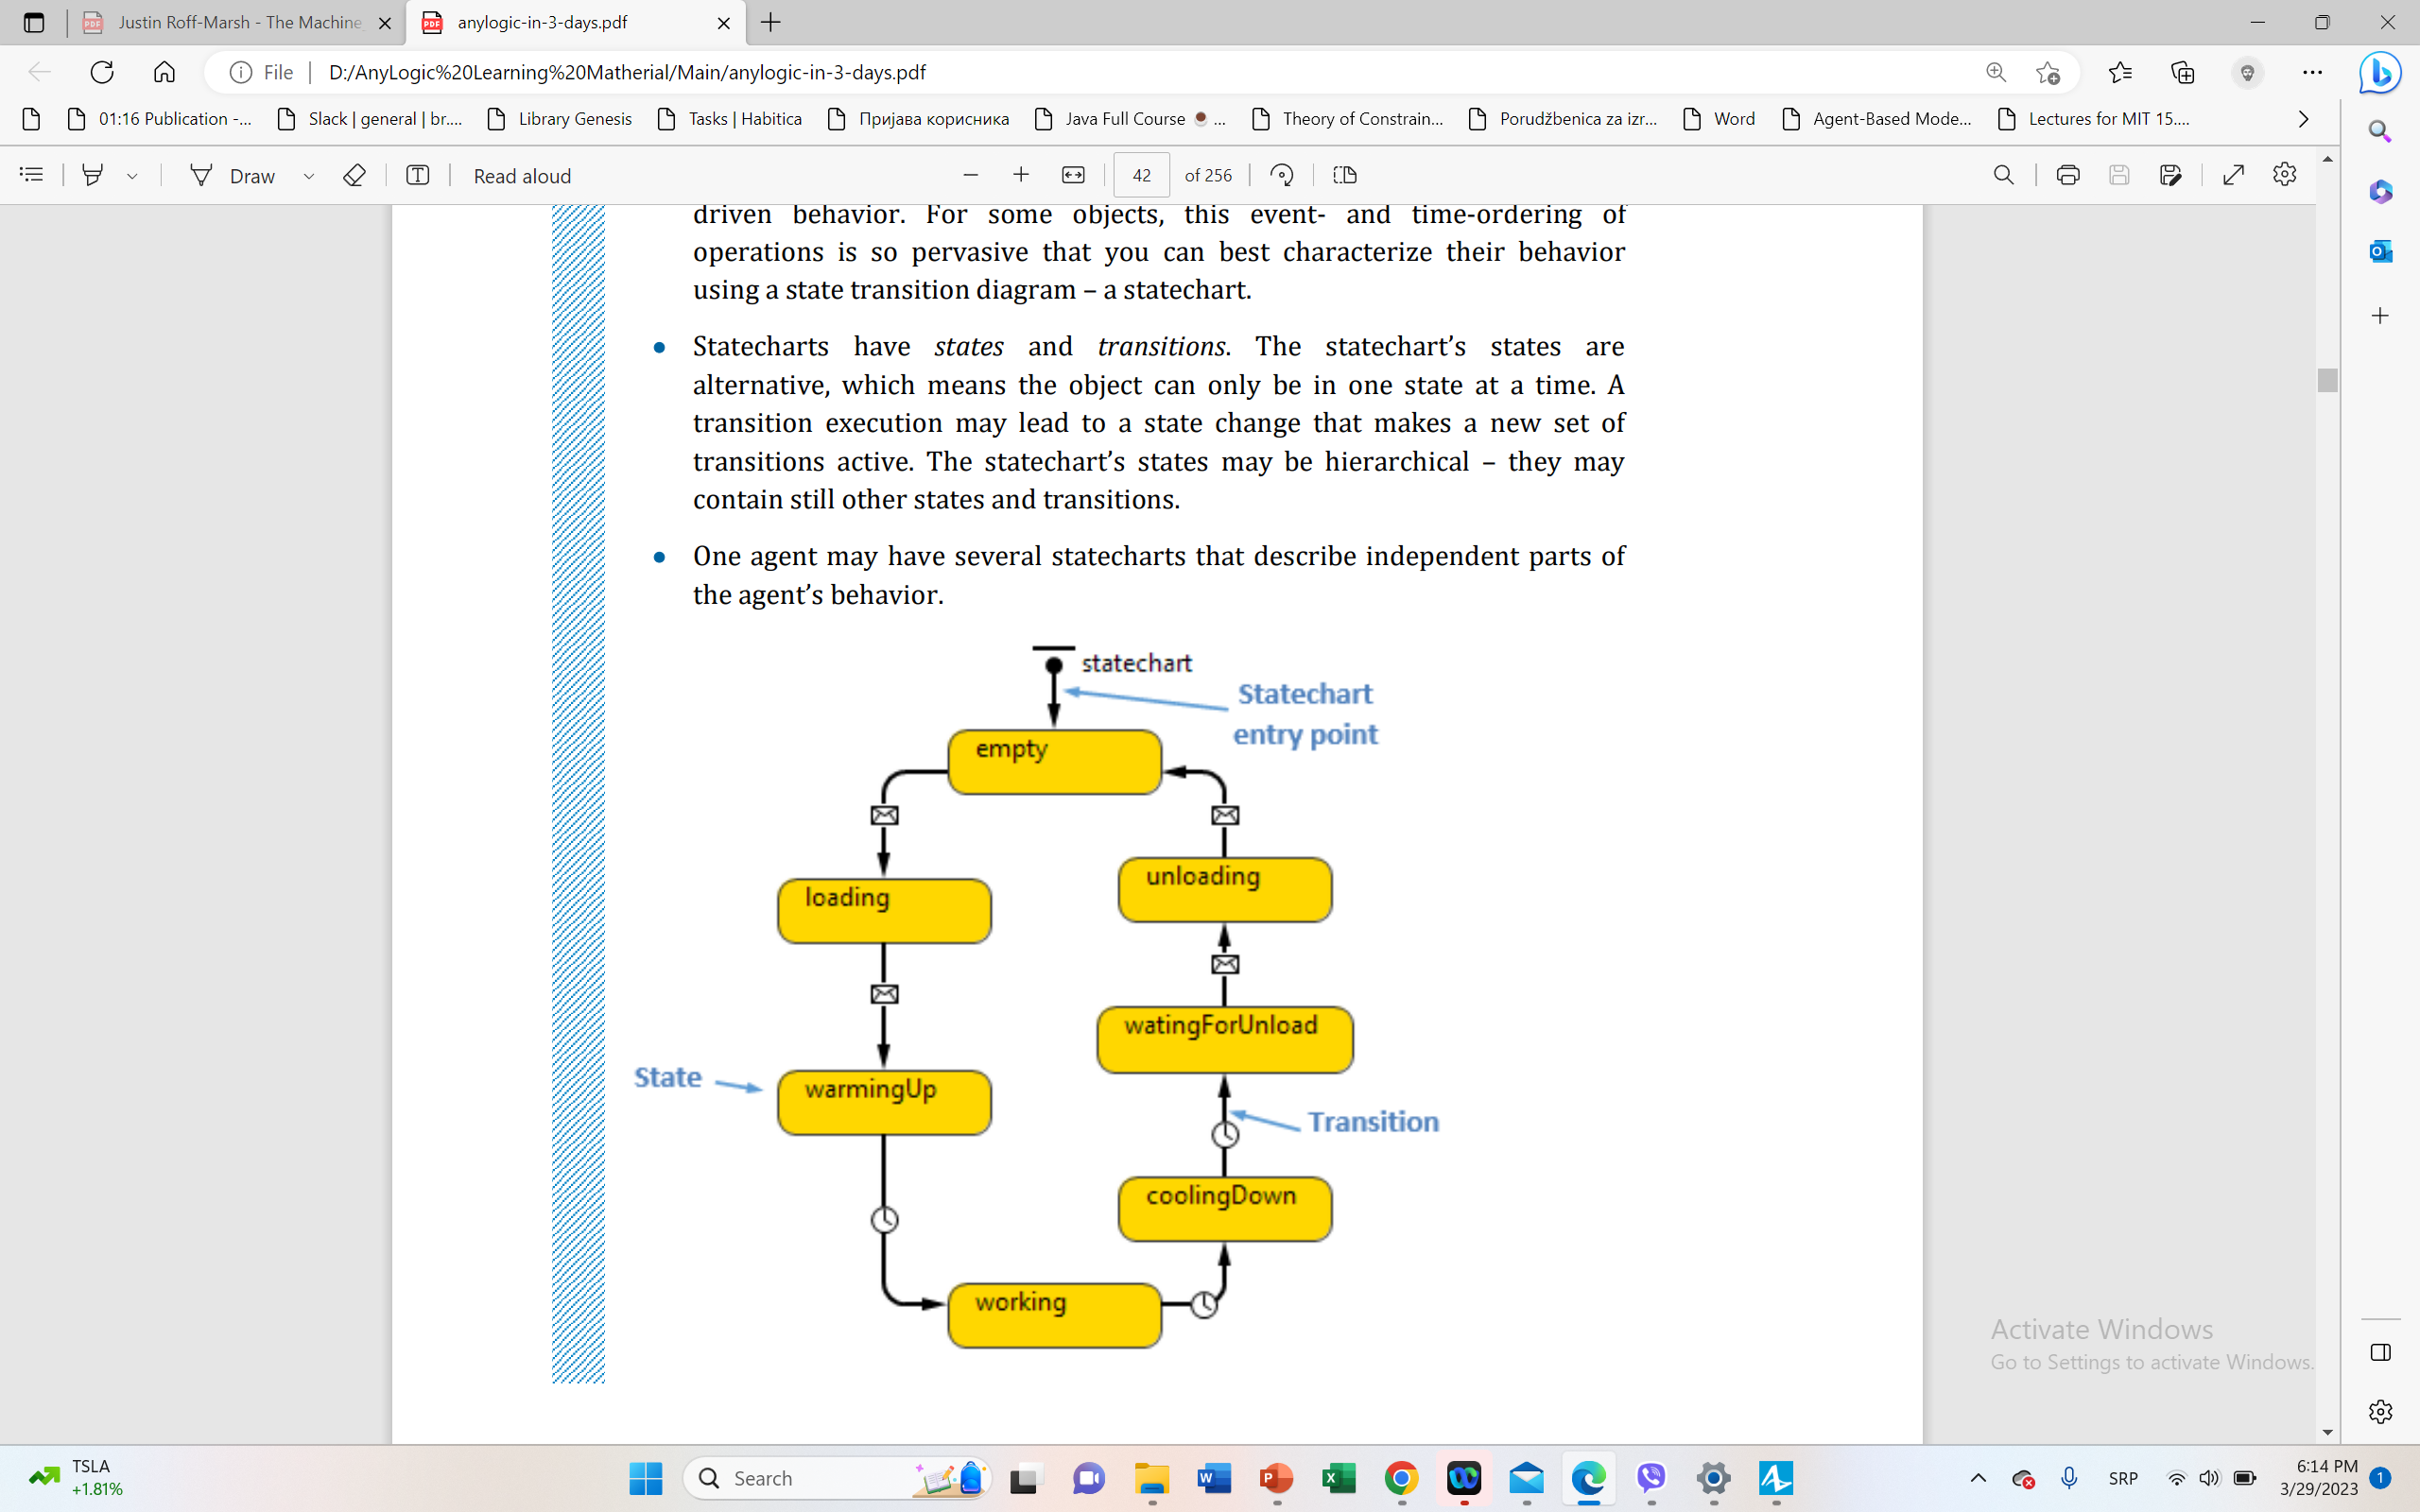 Justin Roff-Marsh - The Machine
anylogic-in-3-days.pdf
File
D:/AnyLogic%20Learning%20Matherial/Main/anylogic-in-3-days.pdf
01:16 Publication -...
Slack | general | br....
Library Genesis
Tasks | Habitica
Пријава корисника
Java Full Course ...
Theory of Constrain...
Porudžbenica za izr...
Word
Agent-Based Mode...
Lectures for MIT 15....
Draw
Read aloud
42
of 256
driven behavior. For some objects, this event- and time-ordering of
operations is so pervasive that you can best characterize their behavior
using a state transition diagram – a statechart.
• Statecharts have states and transitions. The statechart’s states are
alternative, which means the object can only be in one state at a time. A
transition execution may lead to a state change that makes a new set of
transitions active. The statechart’s states may be hierarchical – they may
contain still other states and transitions.
• One agent may have several statecharts that describe independent parts of
the agent’s behavior.
statechart
Statechart
entry point
empty
unloading
loading
watingForUnload
State
warmingUp
Transition
coolingDown
working
Activate Windows
Go to Settings to activate Windows.
TSLA
+1.81%
Search
SRP
6:14 PM
3/29/2023
1